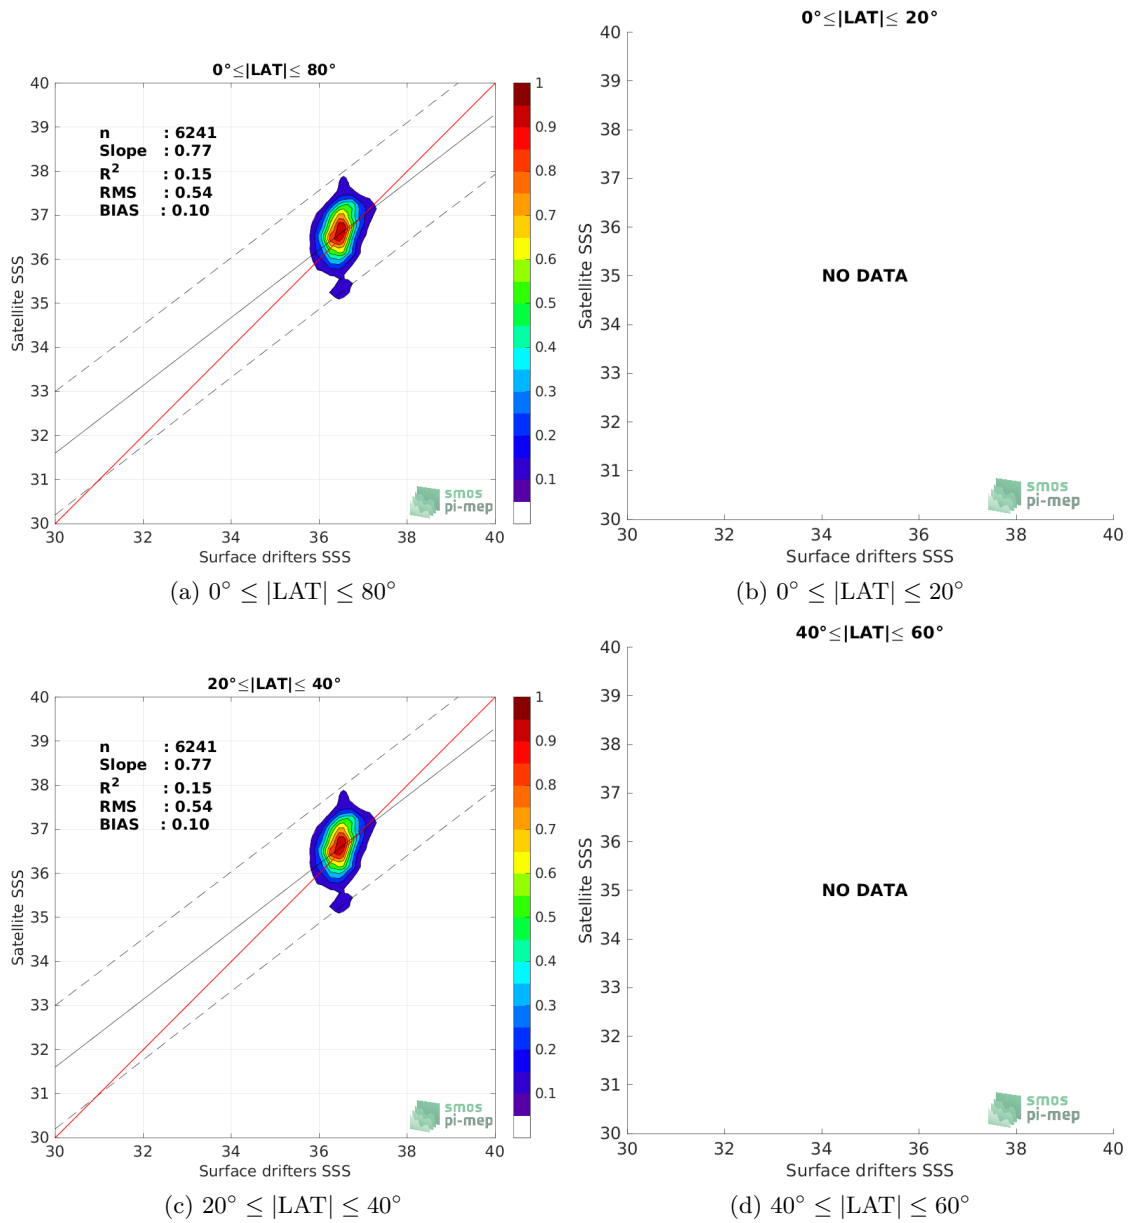 0°≤|LAT|≤ 80°
40
39
38
37
36
35
34
33
32
31
30
Satellite SSS
n : 6241
Slope : 0.77
R2 : 0.15
RMS : 0.54
BIAS : 0.10
smos
pi-mep
30 32 34 36 38 40
Surface drifters SSS
1
0.9
0.8
0.7
0.6
0.5
0.4
0.3
0.2
0.1
(a) 0° ≤ |LAT| ≤ 80°
0°≤|LAT|≤ 20°
40
39
38
37
36
35
34
33
32
31
30
Satellite SSS
NO DATA
smos
pi-mep
30 32 34 36 38 40
Surface drifters SSS
(b) 0° ≤ |LAT| ≤ 20°
20°≤|LAT|≤ 40°
40
39
38
37
36
35
34
33
32
31
30
Satellite SSS
n : 6241
Slope : 0.77
R2 : 0.15
RMS : 0.54
BIAS : 0.10
smos
pi-mep
30 32 34 36 38 40
Surface drifters SSS
1
0.9
0.8
0.7
0.6
0.5
0.4
0.3
0.2
0.1
(c) 20° ≤ |LAT| ≤ 40°
40°≤|LAT|≤ 60°
40
39
38
37
36
35
34
33
32
31
30
Satellite SSS
NO DATA
smos
pi-mep
30 32 34 36 38 40
Surface drifters SSS
(d) 40° ≤ |LAT| ≤ 60°